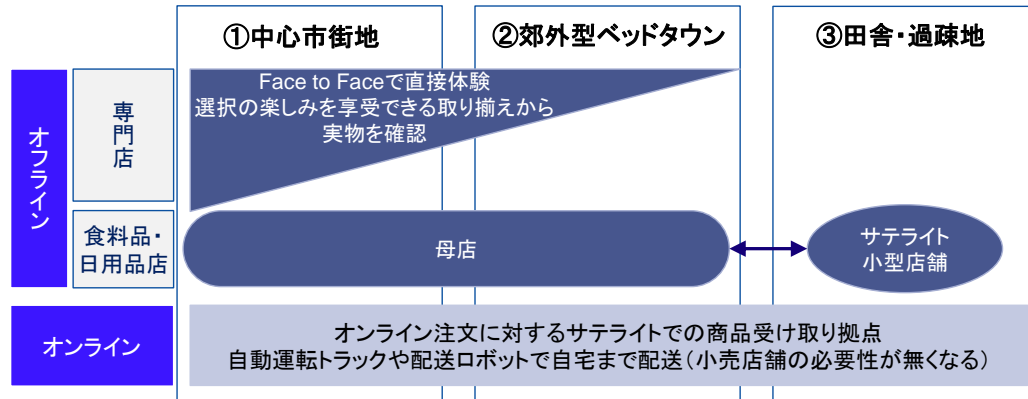 ①中心市街地
②郊外型ベッドタウン
③田舎・過疎地
オフライン
専門店
Face to Faceで直接体験
選択の楽しみを享受できる取り揃えから
実物を確認
食料品・
日用品店
母店
サテライト
小型店舗
オンライン
オンライン注文に対するサテライトでの商品受け取り拠点
自動運転トラックや配送ロボットで自宅まで配送(小売店舗の必要性が無くなる)